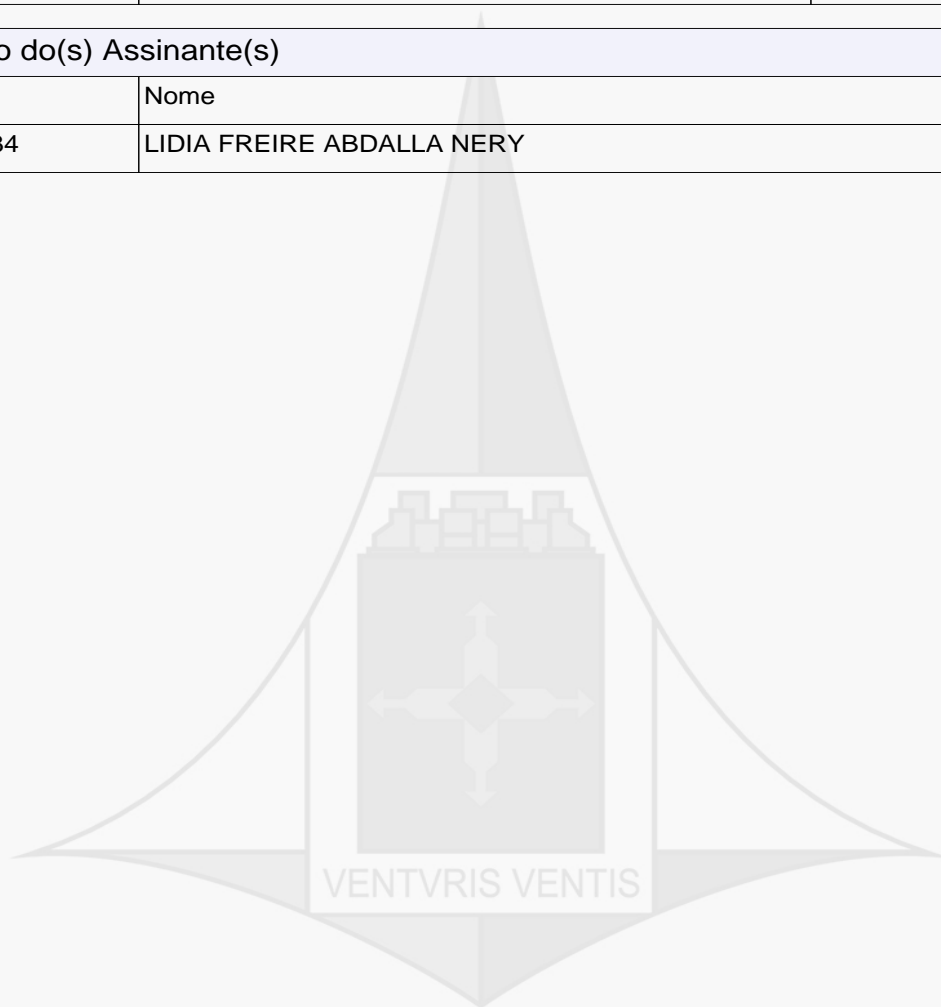 o do(s) Assinante(s)
Nome
34 LIDIA FREIRE ABDALLA NERY
VENTVRIS VENTIS